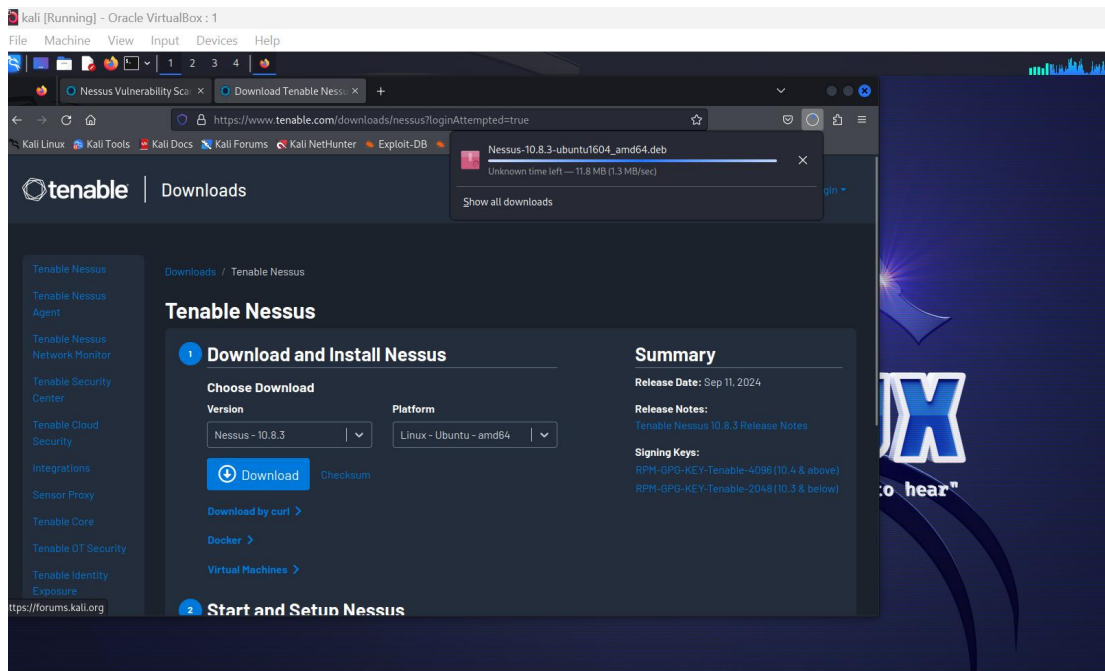 kali [Running] - Oracle VirtualBox : 1
File Machine View Input Devices Help
1 2 3 4
Nessus Vulnerability Sca
Download Tenable Nessu
https://www.tenable.com/downloads/nessus?loginAttempted=true
Kali Linux Kali Tools Kali Docs Kali Forums Kali NetHunter Exploit-DB
Nessus-10.8.3-ubuntu1604_amd64.deb
Unknown time left — 11.8 MB (1.3 MB/sec)
Show all downloads
tenable Downloads
gin
Tenable Nessus
Tenable Nessus
Agent
Tenable Nessus
Network Monitor
Tenable Security
Center
Tenable Cloud
Security
Integrations
Sensor Proxy
Tenable Core
Tenable OT Security
Tenable Identity
Exposure
Downloads / Tenable Nessus
Tenable Nessus
1 Download and Install Nessus
Choose Download
Version Platform
Nessus - 10.8.3 Linux - Ubuntu - amd64
Download Checksum
Download by curl
Docker
Virtual Machines
2 Start and Setup Nessus
Summary
Release Date: Sep 11, 2024
Release Notes:
Tenable Nessus 10.8.3 Release Notes
Signing Keys:
RPM-GPG-KEY-Tenable-4096 (10.4 & above)
RPM-GPG-KEY-Tenable-2048 (10.3 & below)
ttps://forums.kali.org
UX
o hear"